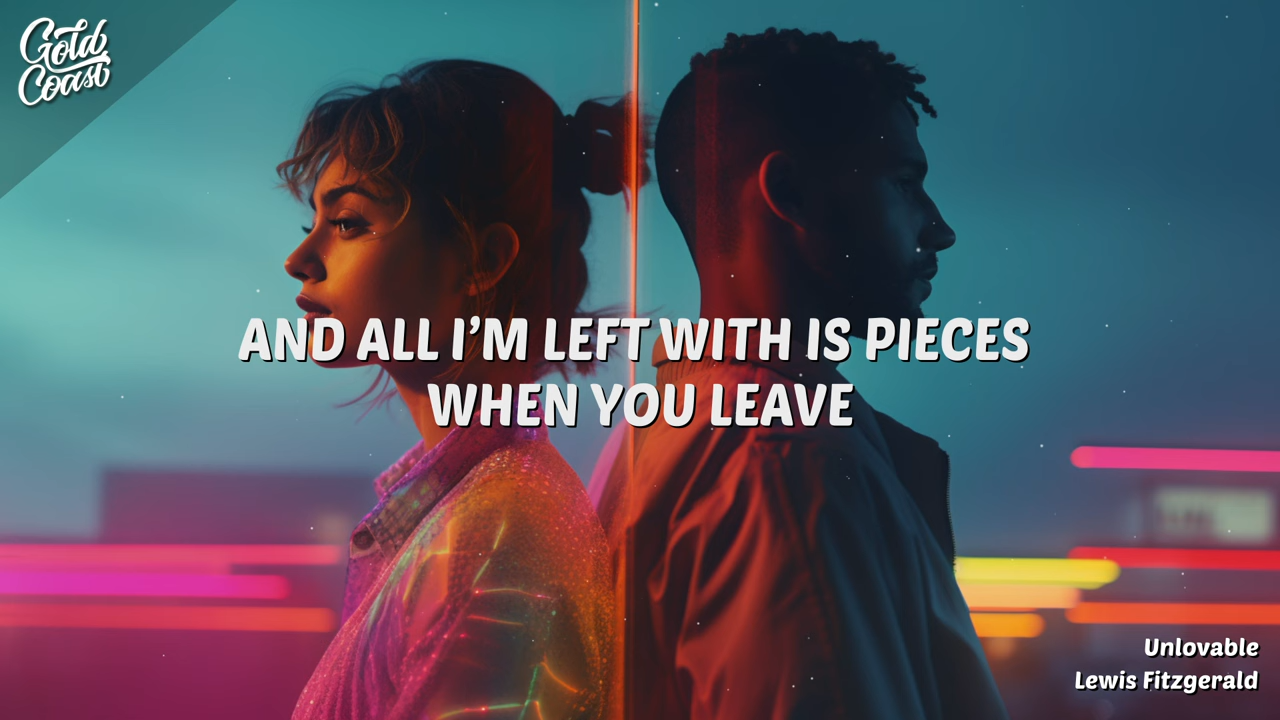 Gold
Coast
AND ALL I’M LEFT WITH IS PIECES
WHEN YOU LEAVE
Unlovable
Lewis Fitzgerald